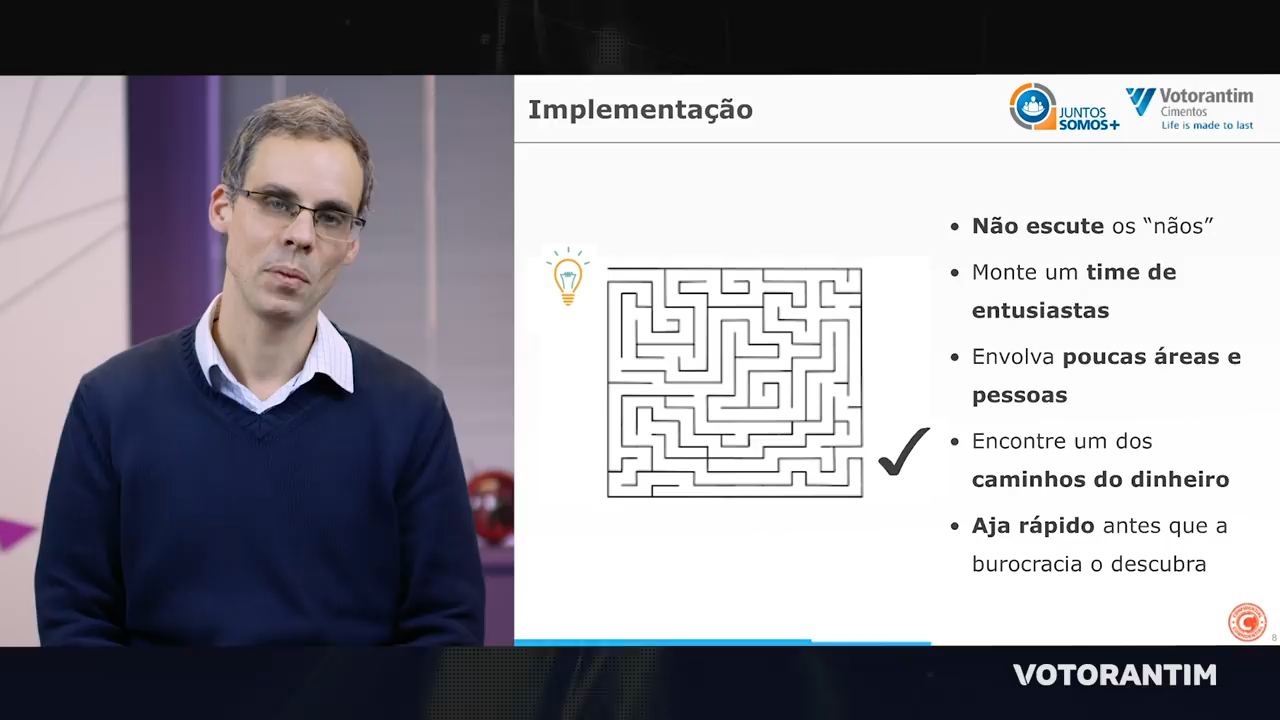 Implementação
JUNTOS
SOMOS+
Votorantim
Cimentos
Life is made to last
• Não escute os “nãos”
• Monte um time de
entusiastas
• Envolva poucas áreas e
pessoas
• Encontre um dos
caminhos do dinheiro
• Aja rápido antes que a
burocracia o descubra
C
8
VOTORANTIM